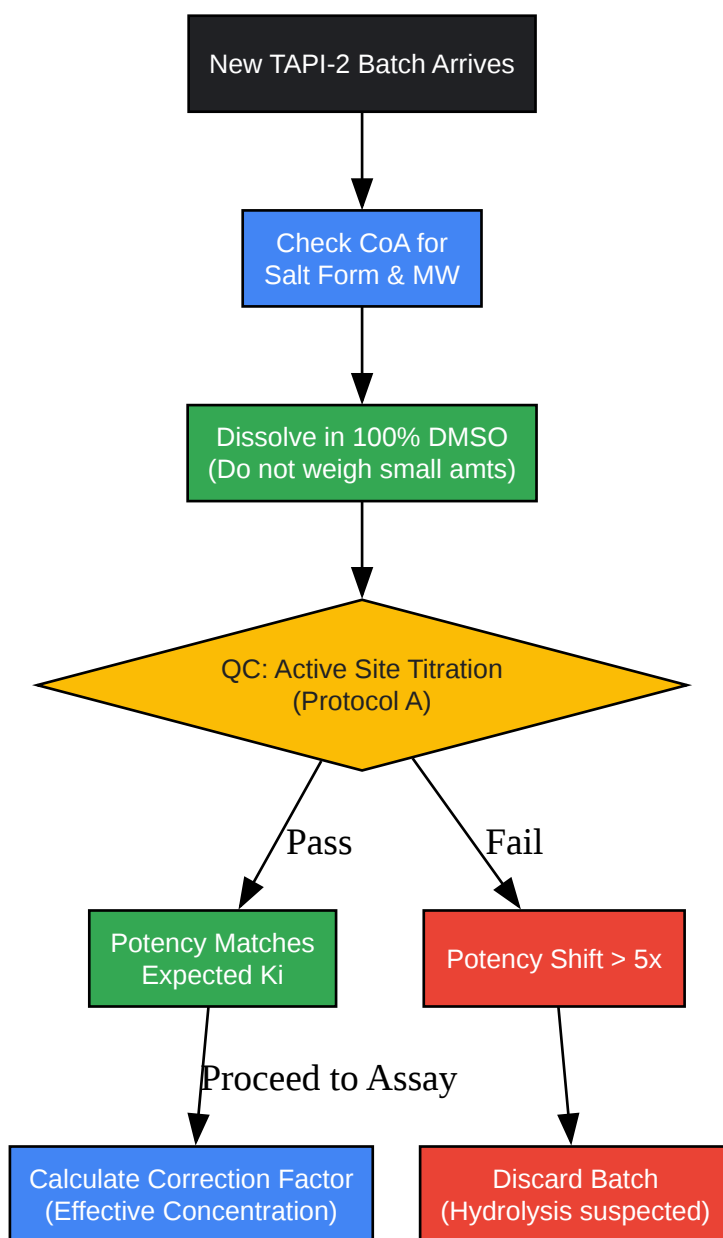 New TAPI-2 Batch Arrives
Check CoA for
Salt Form & MW
Dissolve in 100% DMSO
(Do not weigh small amts)
QC: Active Site Titration
(Protocol A)
Pass
Fail
Potency Matches
Expected Ki
Potency Shift > 5x
Proceed to Assay
Calculate Correction Factor
(Effective Concentration)
Discard Batch
(Hydrolysis suspected)